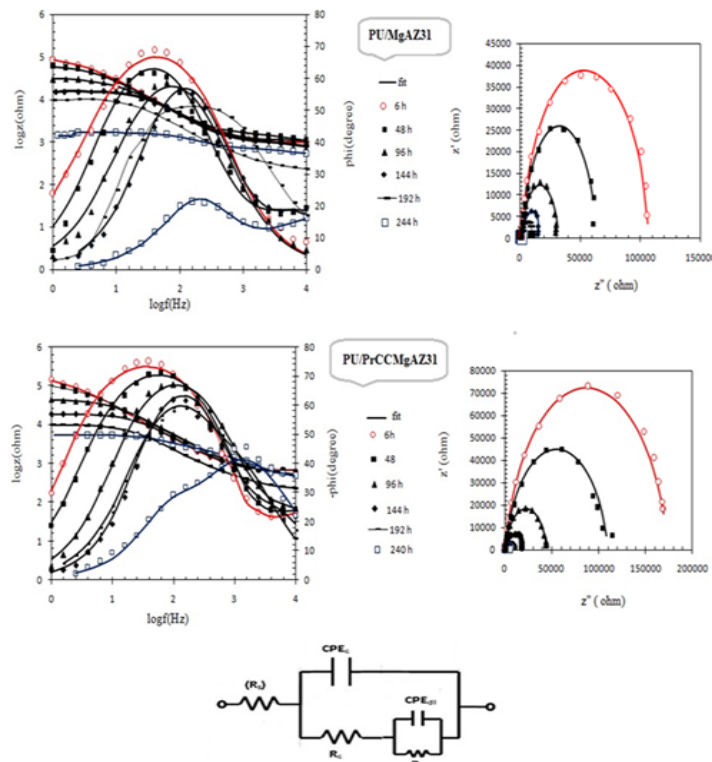 PU/MgAZ31
logz(ohm)
6
5
4
3
2
1
0
0 1 2 3 4
logf(Hz)
80
70
60
50
40
30
20
10
0
phi(degree)
fit
6h
48 h
96 h
144 h
192 h
244 h
z' (ohm)
45000
40000
35000
30000
25000
20000
15000
10000
5000
0
0 50000 100000 150000
z" ( ohm)
PU/PrCCMgAZ31
logz(ohm)
6
5
4
3
2
1
0
0 1 2 3 4
logf(Hz)
80
70
60
50
40
30
20
10
0
-phi(degree)
fit
6h
48
96 h
144 h
192 h
240 h
z' (ohm)
80000
70000
60000
50000
40000
30000
20000
10000
0
0 50000 100000 150000 200000
z" ( ohm)
CPE
(R
CPE
R